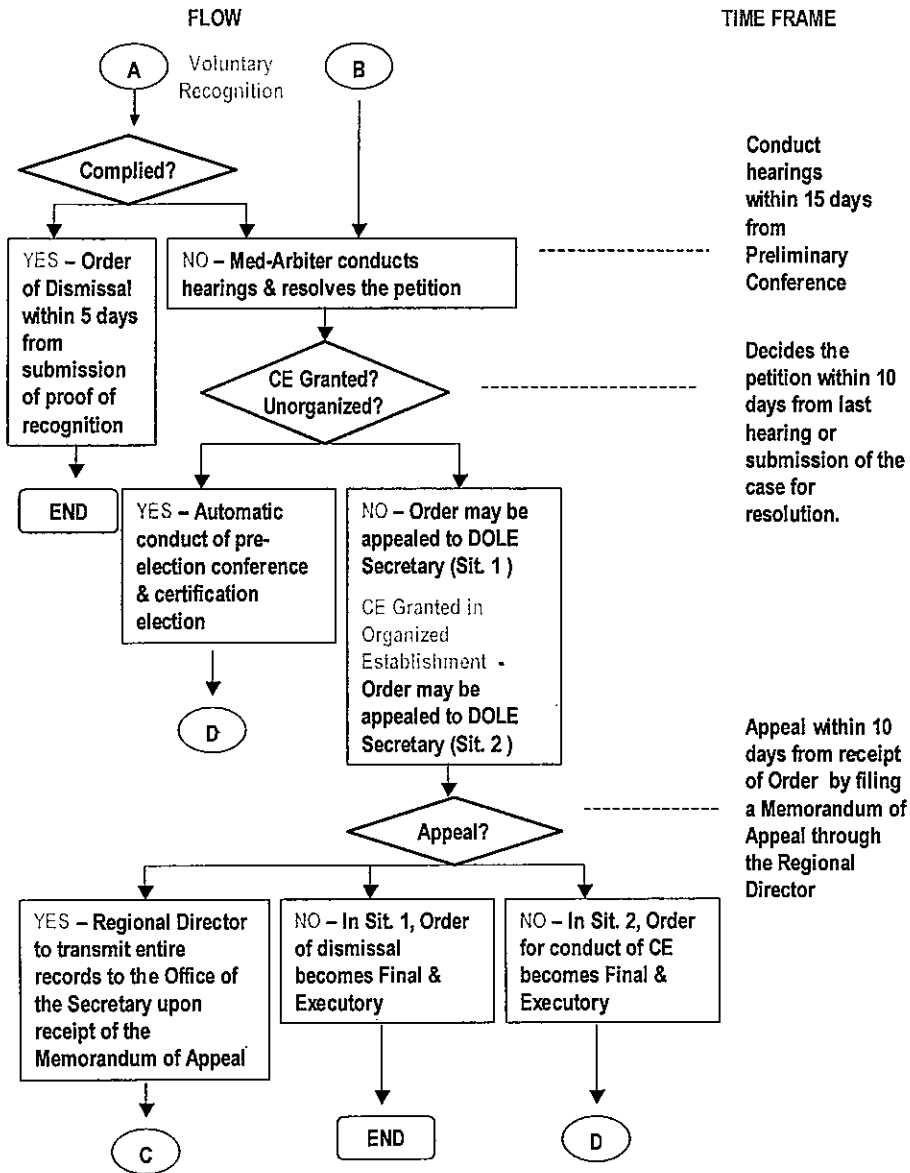 FLOW
TIME FRAME
A
Voluntary
Recognition
B
Complied?
Conduct
hearings
within 15 days
from
Preliminary
Conference
YES – Order
of Dismissal
within 5 days
from
submission
of proof of
recognition
NO – Med-Arbiter conducts
hearings & resolves the petition
CE Granted?
Unorganized?
Decides the
petition within 10
days from last
hearing or
submission of the
case for
resolution.
END
YES – Automatic
conduct of pre-
election conference
& certification
election
NO – Order may be
appealed to DOLE
Secretary (Sit. 1 )
CE Granted in
Organized
Establishment -
Order may be
appealed to DOLE
Secretary (Sit. 2 )
D
Appeal?
Appeal within 10
days from receipt
of Order by filing
a Memorandum of
Appeal through
the Regional
Director
YES – Regional Director
to transmit entire
records to the Office of
the Secretary upon
receipt of the
Memorandum of Appeal
NO – In Sit. 1, Order
of dismissal
becomes Final &
Executory
NO – In Sit. 2, Order
for conduct of CE
becomes Final &
Executory
C
END
D